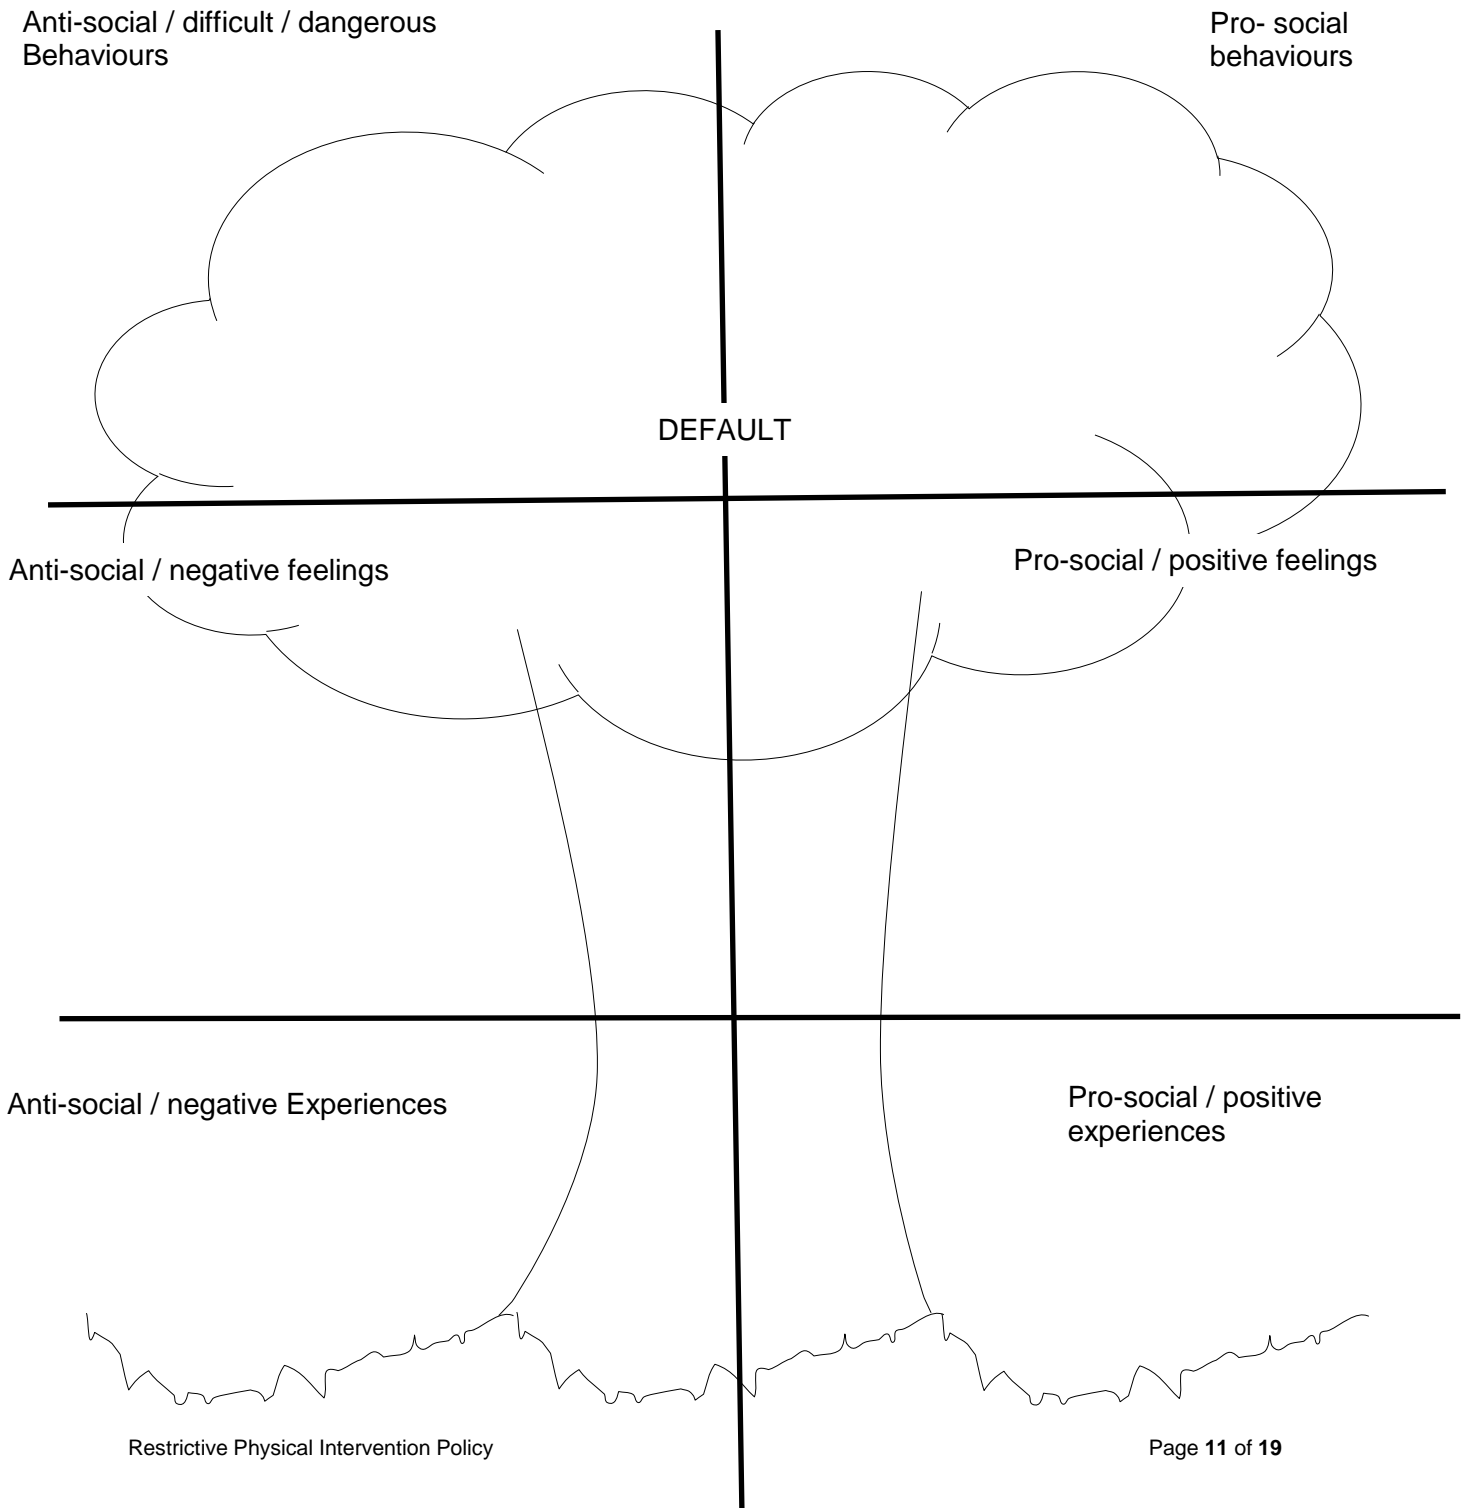 Anti-social / difficult / dangerous
Behaviours
Pro- social
behaviours
DEFAULT
Anti-social / negative feelings
Pro-social / positive feelings
Anti-social / negative Experiences
Pro-social / positive
experiences
Restrictive Physical Intervention Policy
Page 11 of 19